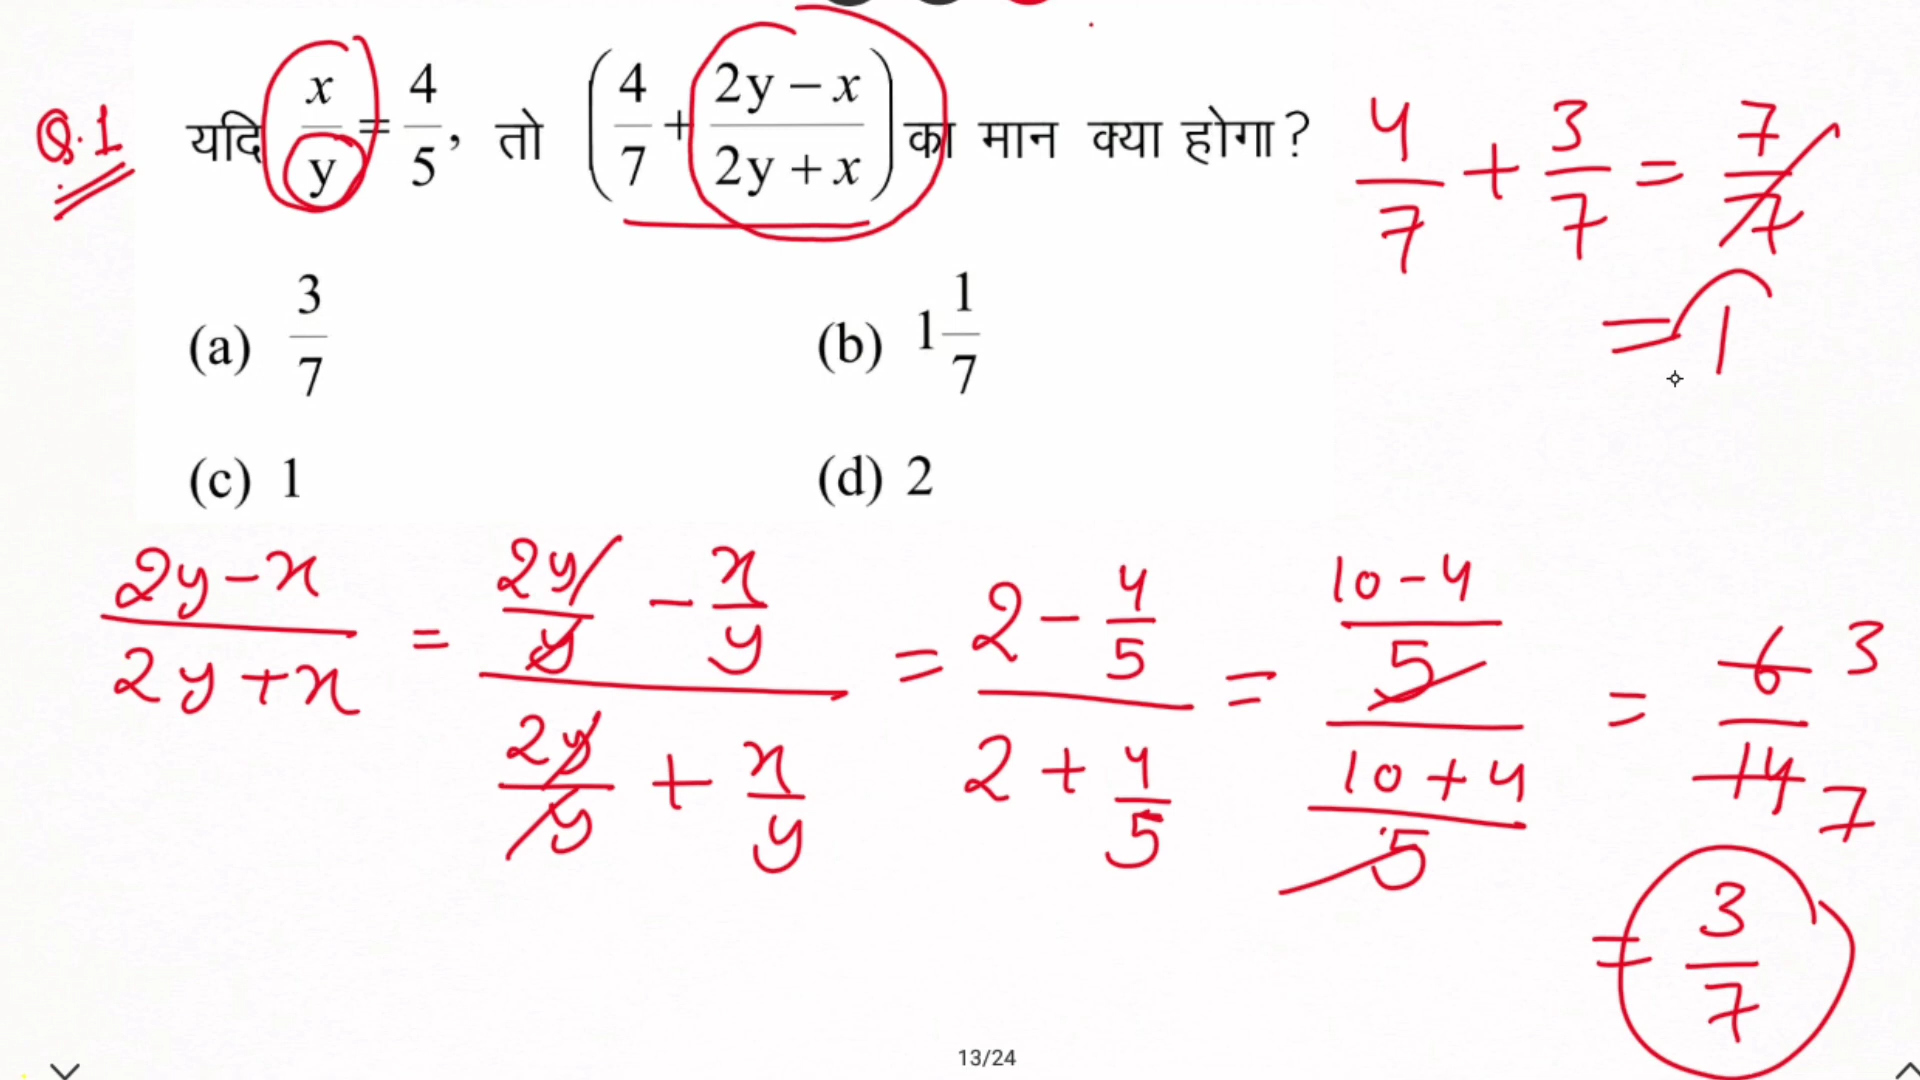 Q.1 यदि x/y = 4/5, तो (4/7 + (2y − x)/(2y + x)) का मान क्या होगा?
4/7 + 3/7 = 7/7
= 1
(a) 3/7 (b) 1 1/7
(c) 1 (d) 2
(2y - x)/(2y + x) = (2y/y - x/y)/(2y/y + x/y) = (2 - 4/5)/(2 + 4/5) = ((10 - 4)/5)/((10 + 4)/5) = 6/14 3/7
= 3/7
13/24